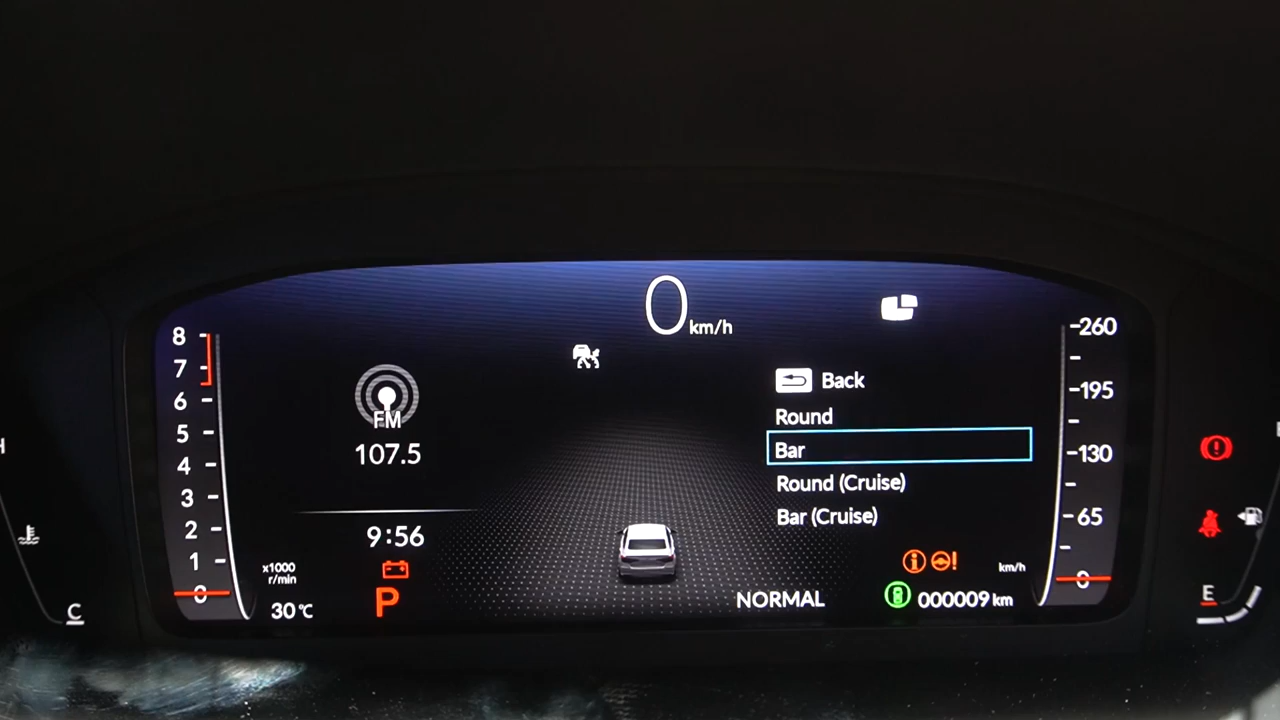 0 km/h
8
7
6
5
4
3
2
1
0
x1000
r/min
30°C
FM
107.5
9:56
P
Back
Round
Bar
Round (Cruise)
Bar (Cruise)
NORMAL
000009 km
km/h
260
195
130
65
0
H
C
E